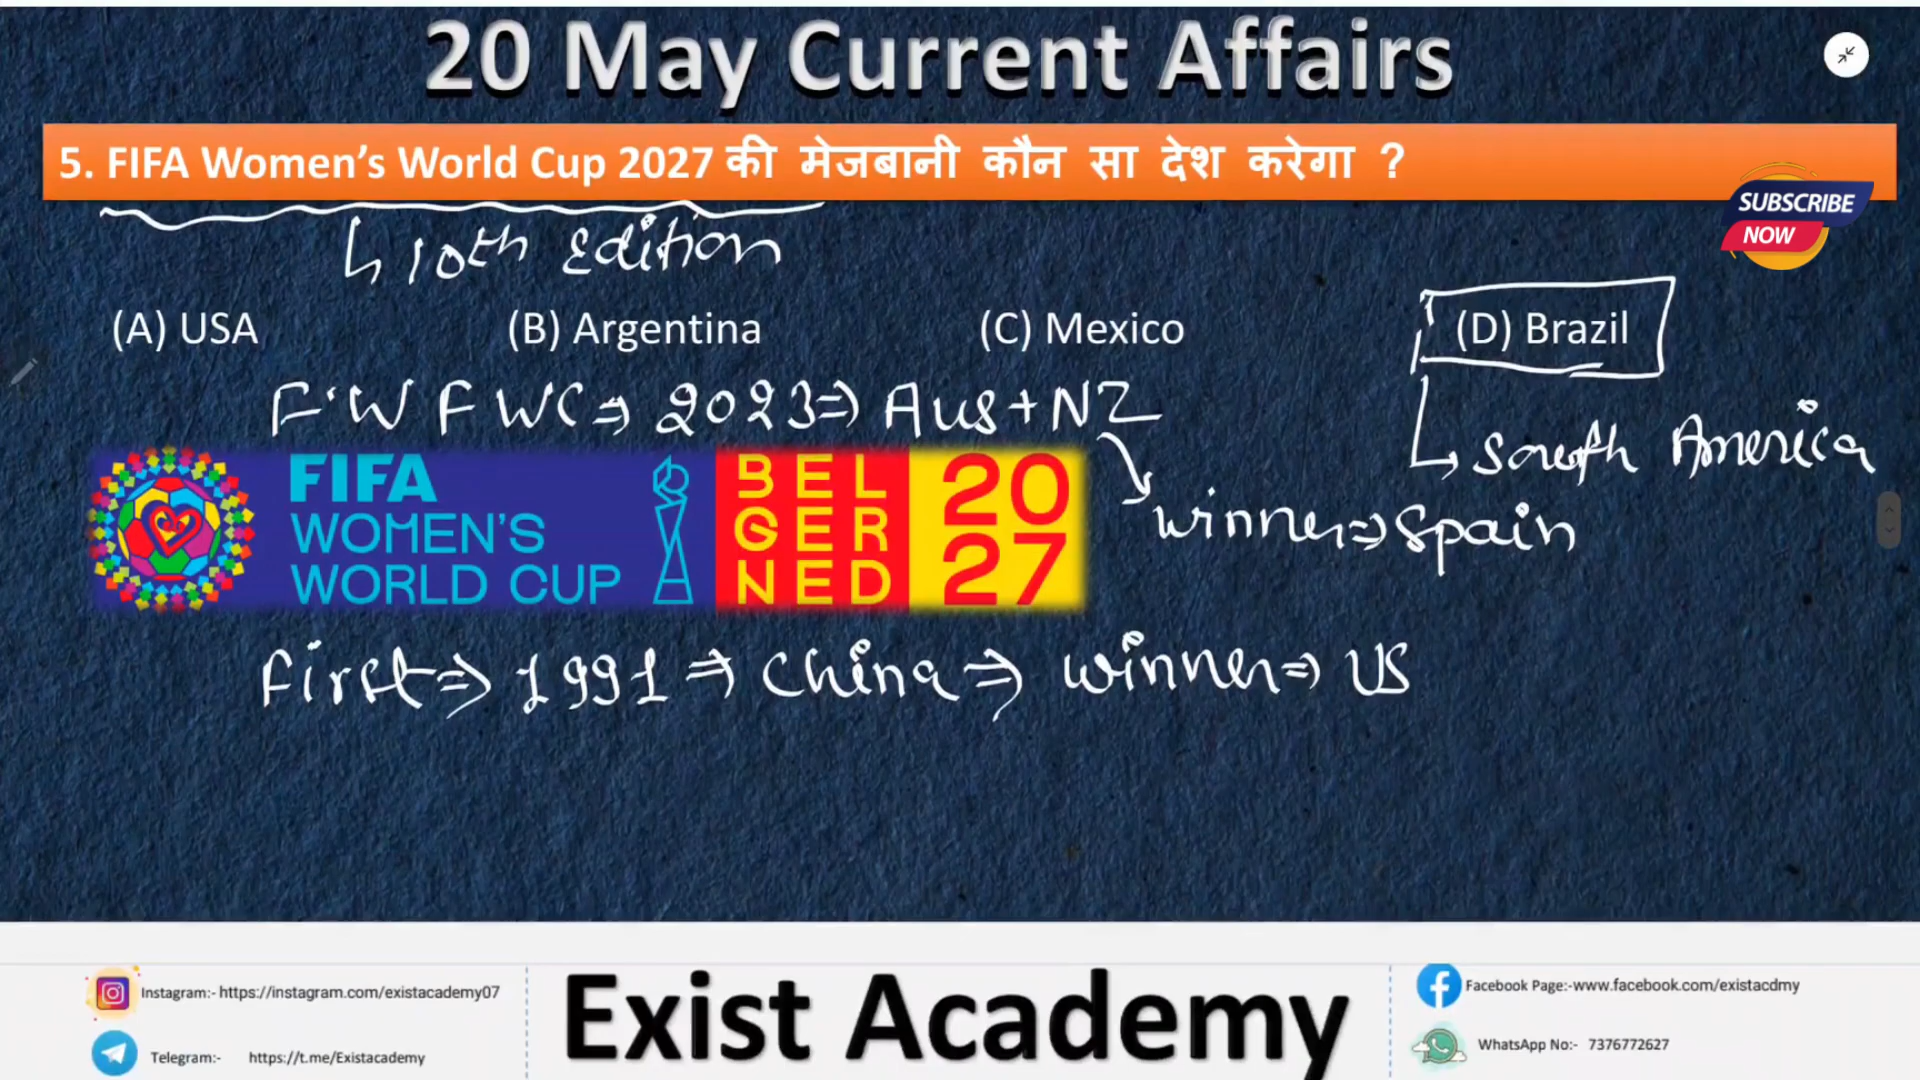 20 May Current Affairs
5. FIFA Women's World Cup 2027 की मेजबानी कौन सा देश करेगा ?
SUBSCRIBE
NOW
↳ 10th Edition
(A) USA (B) Argentina (C) Mexico (D) Brazil
FWFWC ⇒ 2023 ⇒ Aus + NZ
↳ South America
winner ⇒ Spain
FIFA
WOMEN'S
WORLD CUP
BEL
GER
NED
20
27
First ⇒ 1991 ⇒ China ⇒ winner ⇒ US
Instagram:- https://instagram.com/existacademy07
Telegram:- https://t.me/Existacademy
Exist Academy
Facebook Page:-www.facebook.com/existacdmy
WhatsApp No:- 7376772627